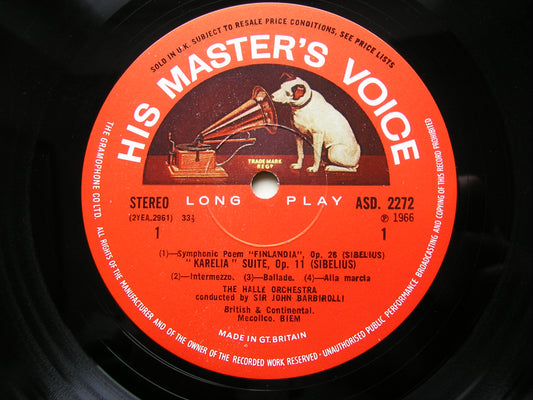 SOLD IN U.K. SUBJECT TO RESALE PRICE CONDITIONS, SEE PRICE LISTS
HIS MASTER'S VOICE
TRADE MARK
REGD
STEREO LONG PLAY ASD. 2272
(2YEA.2961) 33⅓ ℗ 1966
1 1
(1)—Symphonic Poem "FINLANDIA", Op. 26 (SIBELIUS)
"KARELIA" SUITE, Op. 11 (SIBELIUS)
(2)—Intermezzo. (3)—Ballade. (4)—Alla marcia
THE HALLE ORCHESTRA
conducted by SIR JOHN BARBIROLLI
British & Continental.
Mecolico. BIEM
MADE IN GT. BRITAIN
THE GRAMOPHONE CO. LTD. ALL RIGHTS OF THE MANUFACTURER AND OF THE OWNER OF THE RECORDED WORK RESERVED - UNAUTHORISED PUBLIC PERFORMANCE BROADCASTING AND COPYING OF THIS RECORD PROHIBITED